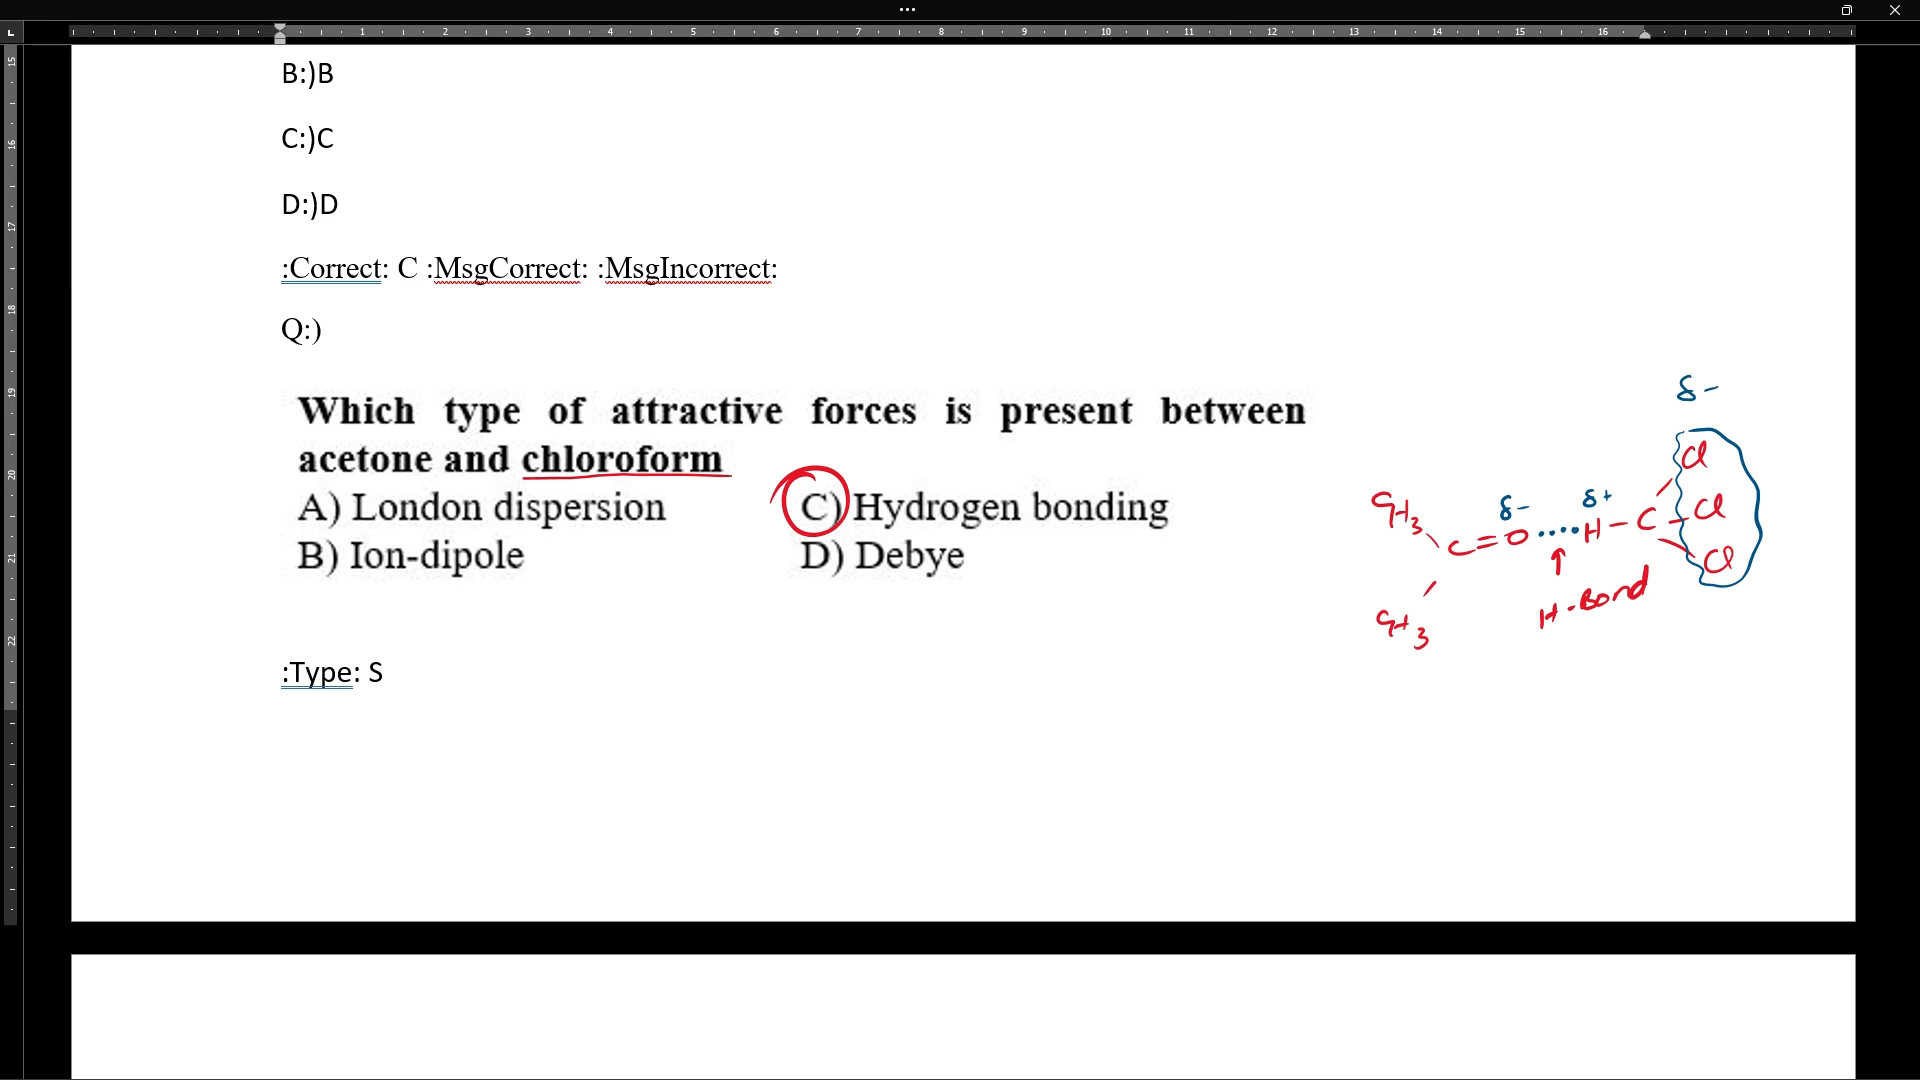 B:)B
C:)C
D:)D
:Correct: C :MsgCorrect: :MsgIncorrect:
Q:)
Which type of attractive forces is present between
acetone and chloroform
A) London dispersion C) Hydrogen bonding
B) Ion-dipole D) Debye
:Type: S
δ-
Cl
CH3 δ- δ+
C=O....H-C-Cl
Cl
H-Bond
CH3